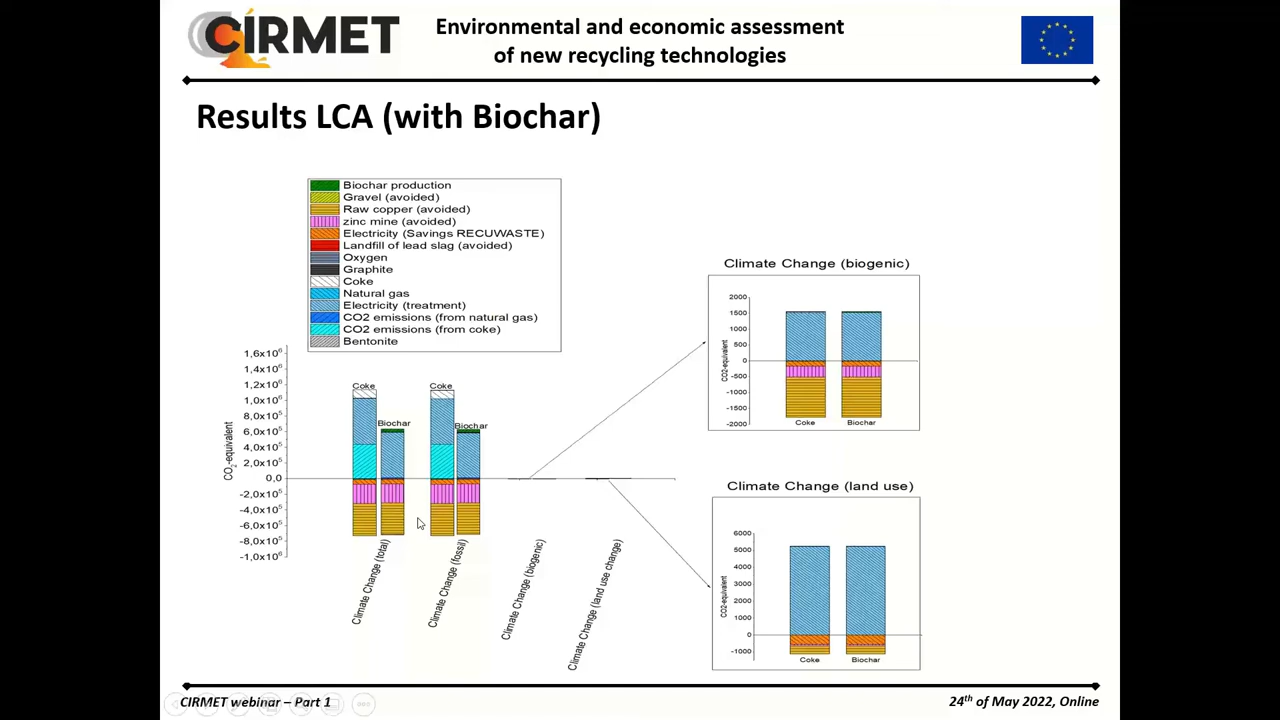 CIRMET
Environmental and economic assessment
of new recycling technologies
Results LCA (with Biochar)
Biochar production
Gravel (avoided)
Raw copper (avoided)
zinc mine (avoided)
Electricity (Savings RECUWASTE)
Landfill of lead slag (avoided)
Oxygen
Graphite
Coke
Natural gas
Electricity (treatment)
CO2 emissions (from natural gas)
CO2 emissions (from coke)
Bentonite
CO₂-equivalent
1,6x10⁶
1,4x10⁶
1,2x10⁶
1,0x10⁶
8,0x10⁵
6,0x10⁵
4,0x10⁵
2,0x10⁵
0,0
-2,0x10⁵
-4,0x10⁵
-6,0x10⁵
-8,0x10⁵
-1,0x10⁶
Coke
Biochar
Coke
Biochar
Climate Change (total)
Climate Change (fossil)
Climate Change (biogenic)
Climate Change (land use change)
Climate Change (biogenic)
CO2-equivalent
2000
1500
1000
500
0
-500
-1000
-1500
-2000
Coke
Biochar
Climate Change (land use)
CO2-equivalent
6000
5000
4000
3000
2000
1000
0
-1000
Coke
Biochar
CIRMET webinar – Part 1
24th of May 2022, Online